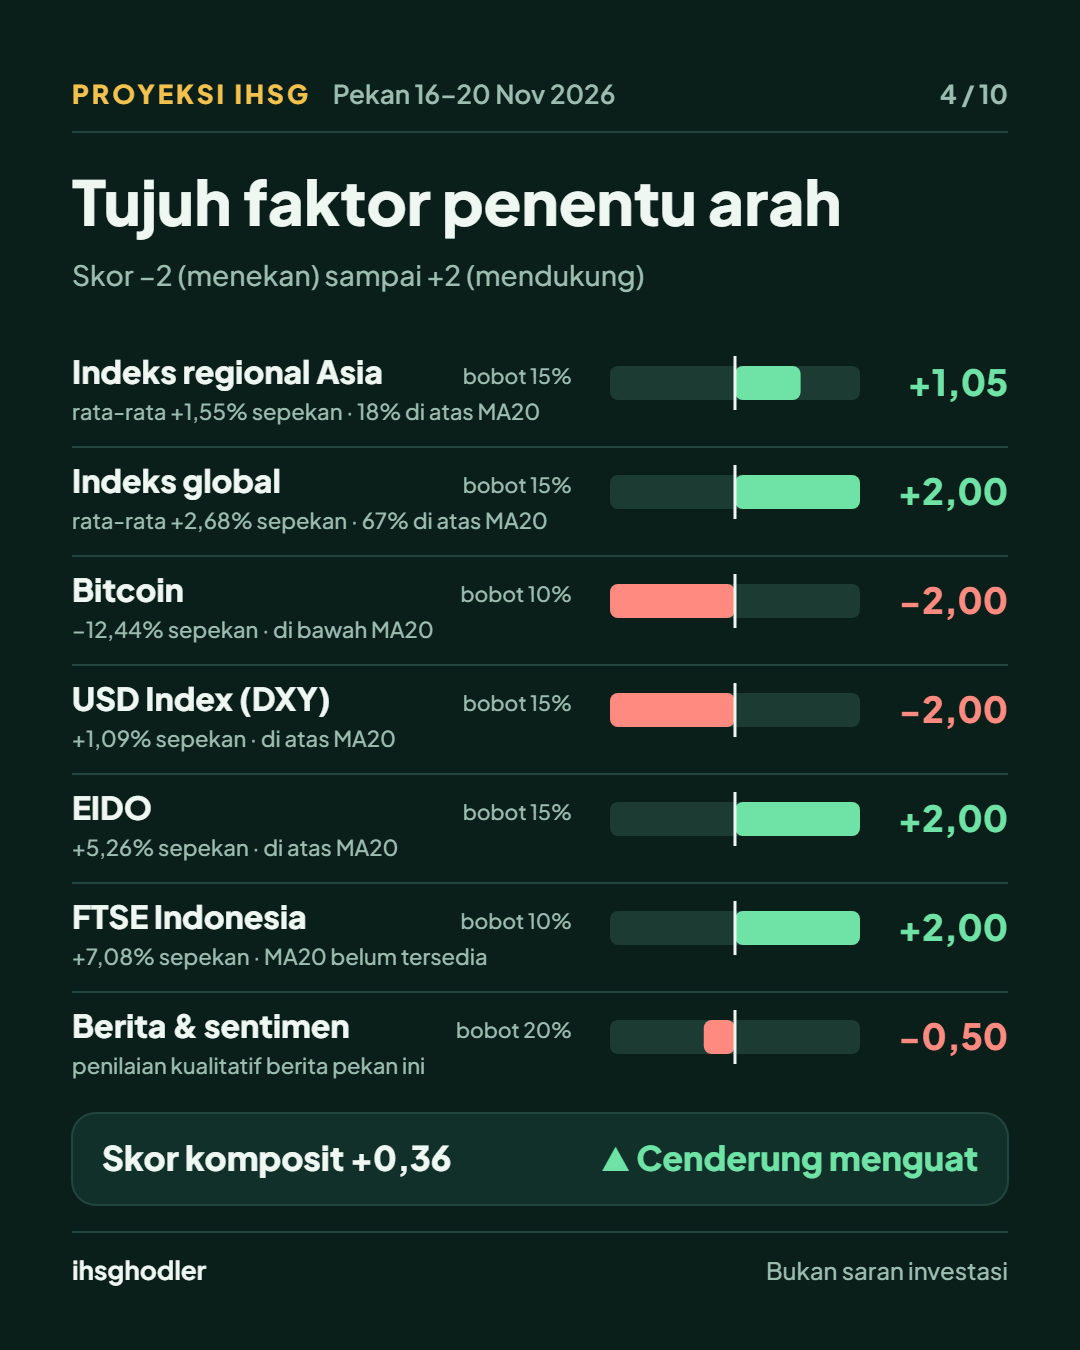 PROYEKSI IHSG Pekan 16–20 Nov 2026 4 / 10
Tujuh faktor penentu arah
Skor −2 (menekan) sampai +2 (mendukung)
Indeks regional Asia bobot 15% +1,05
rata-rata +1,55% sepekan · 18% di atas MA20
Indeks global bobot 15% +2,00
rata-rata +2,68% sepekan · 67% di atas MA20
Bitcoin bobot 10% −2,00
−12,44% sepekan · di bawah MA20
USD Index (DXY) bobot 15% −2,00
+1,09% sepekan · di atas MA20
EIDO bobot 15% +2,00
+5,26% sepekan · di atas MA20
FTSE Indonesia bobot 10% +2,00
+7,08% sepekan · MA20 belum tersedia
Berita & sentimen bobot 20% −0,50
penilaian kualitatif berita pekan ini
Skor komposit +0,36 ▲ Cenderung menguat
ihsghodler Bukan saran investasi